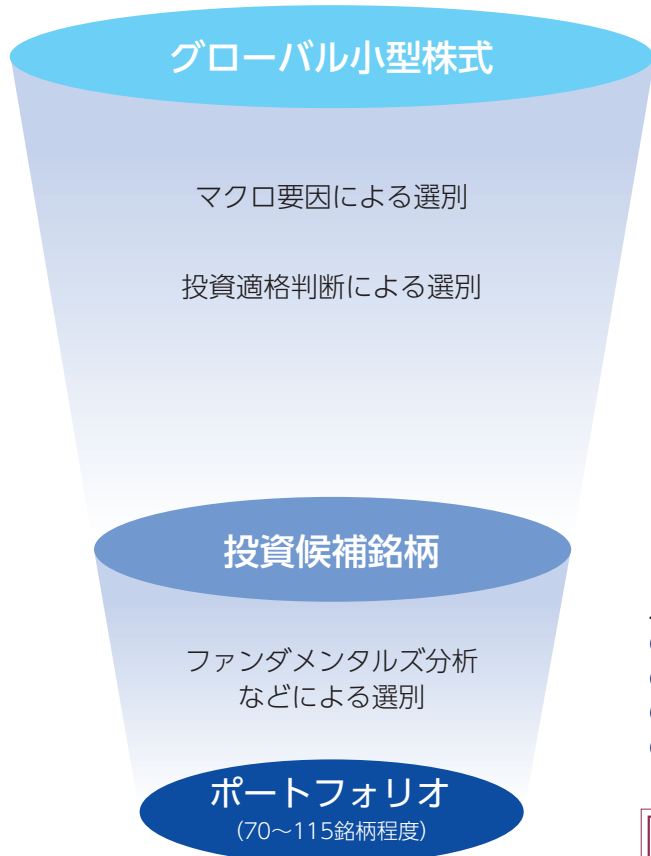 グローバル小型株式
マクロ要因による選別
投資適格判断による選別
投資候補銘柄
ファンダメンタルズ分析
などによる選別
ポートフォリオ
(70～115銘柄程度)